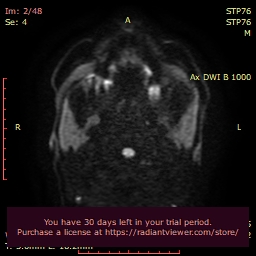 Im: 2/48
Se: 4
STP76
STP76
M
A
Ax DWI B 1000
R
L
You have 30 days left in your trial period.
Purchase a license at https://radiantviewer.com/store/